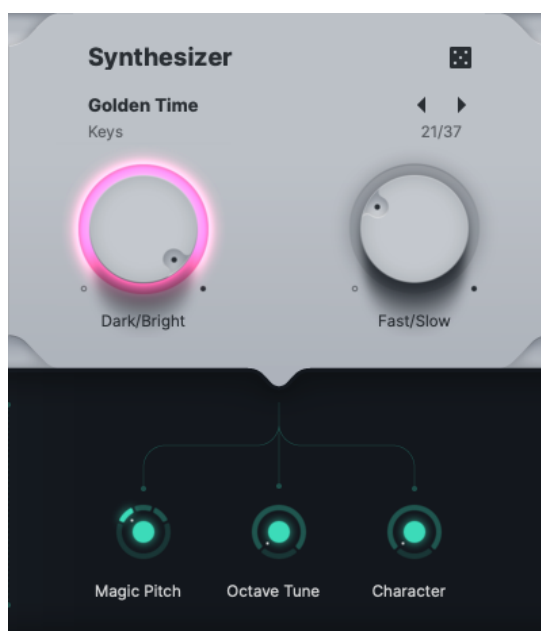 Synthesizer
Golden Time
Keys
21/37
Dark/Bright
Fast/Slow
Magic Pitch
Octave Tune
Character